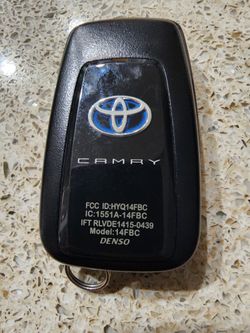 CAMRY
FCC ID:HYQ14FBC
IC:1551A-14FBC
IFT RLVDE1415-0439
Model:14FBC
DENSO